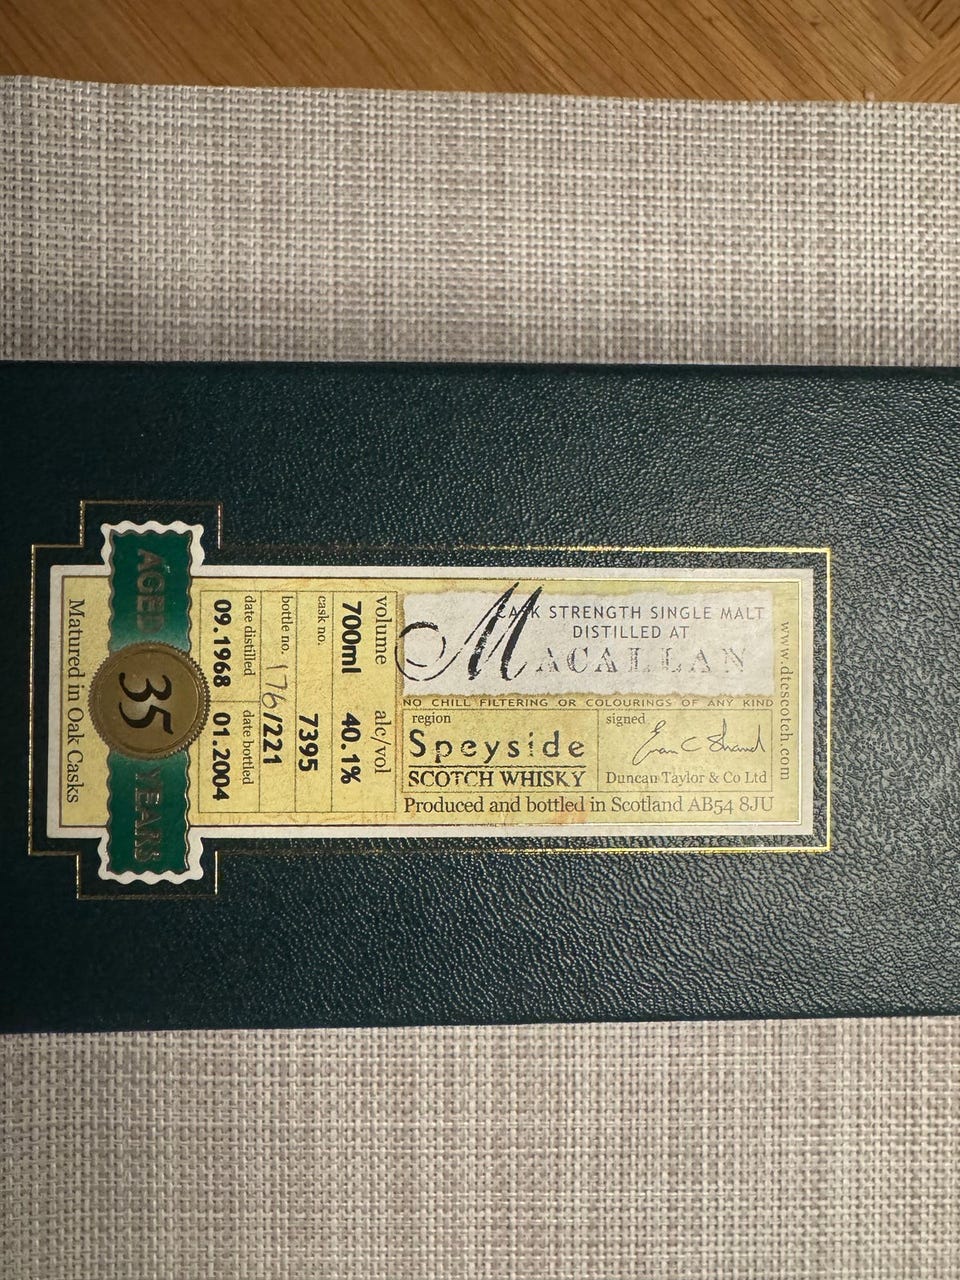 CASK STRENGTH SINGLE MALT
DISTILLED AT
MACALLAN
NO CHILL FILTERING OR COLOURINGS OF ANY KIND
region
Speyside
SCOTCH WHISKY
signed
Euan C Shand
Duncan Taylor & Co Ltd
Produced and bottled in Scotland AB54 8JU
www.dtcscotch.com
volume
700ml
alc/vol
40.1%
cask no.
7395
bottle no. 176/221
date distilled
09.1968
date bottled
01.2004
AGED 35 YEARS
Matured in Oak Casks